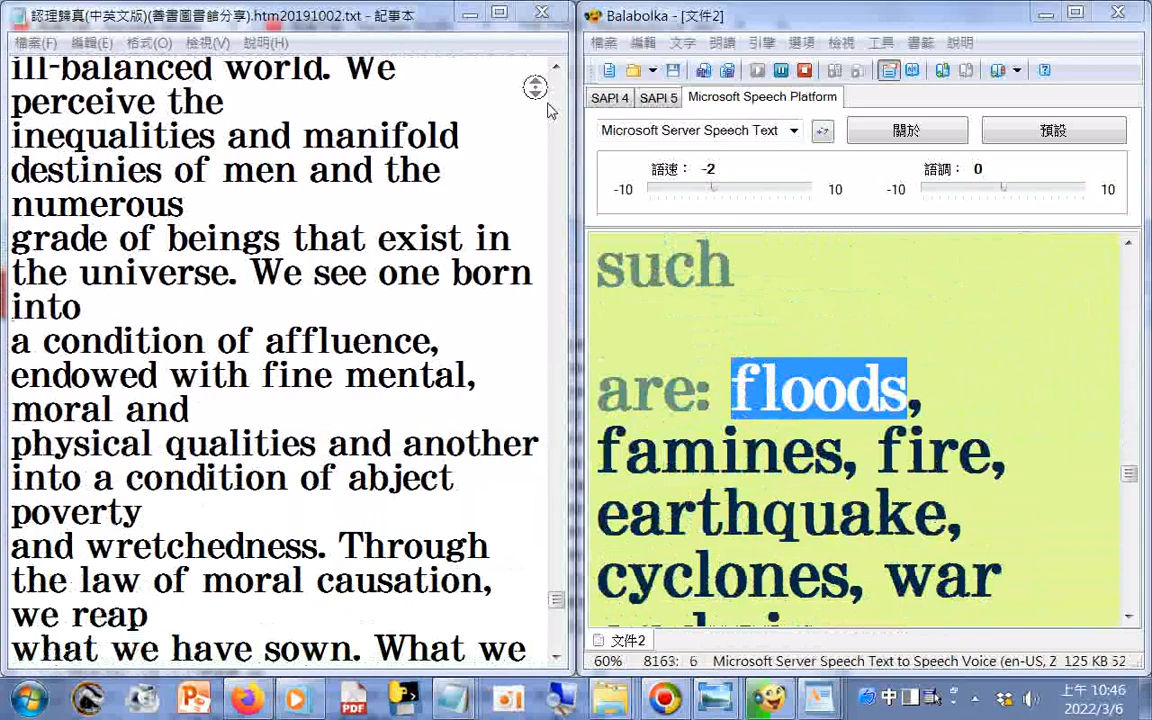 認理歸真(中英文版)(善書圖書館分享).htm20191002.txt - 記事本
檔案(F) 編輯(E) 格式(O) 檢視(V) 說明(H)
ill-balanced world. We
perceive the
inequalities and manifold
destinies of men and the
numerous
grade of beings that exist in
the universe. We see one born
into
a condition of affluence,
endowed with fine mental,
moral and
physical qualities and another
into a condition of abject
poverty
and wretchedness. Through
the law of moral causation,
we reap
what we have sown. What we
Balabolka - [文件2]
檔案 編輯 文字 朗讀 引擎 選項 檢視 工具 書籤 說明
SAPI 4 SAPI 5 Microsoft Speech Platform
Microsoft Server Speech Text 關於 預設
語速： -2 語調： 0
-10 10 -10 10
such
are: floods,
famines, fire,
earthquake,
cyclones, war
文件2
60% 8163: 6 Microsoft Server Speech Text to Speech Voice (en-US, Z 125 KB 52
PDF 中 上午 10:46
2022/3/6